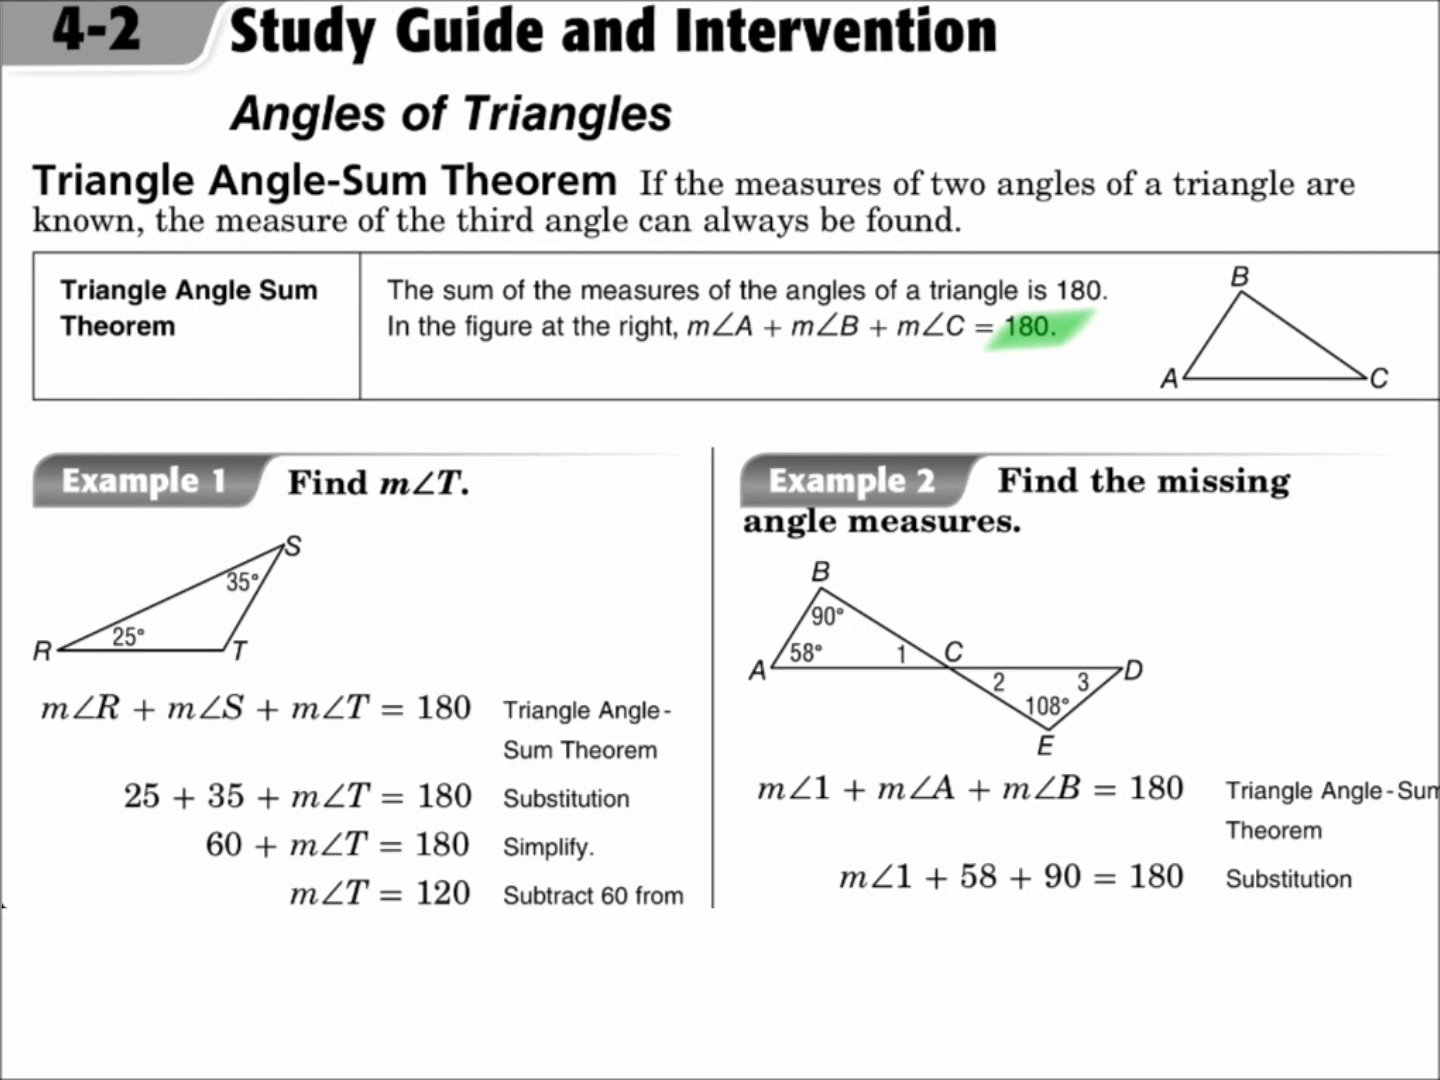 4-2 Study Guide and Intervention
Angles of Triangles
Triangle Angle-Sum Theorem If the measures of two angles of a triangle are
known, the measure of the third angle can always be found.
Triangle Angle Sum
Theorem
The sum of the measures of the angles of a triangle is 180.
In the figure at the right, m∠A + m∠B + m∠C = 180.
B
A
C
Example 1 Find m∠T.
S
35°
25°
R
T
m∠R + m∠S + m∠T = 180 Triangle Angle-
Sum Theorem
25 + 35 + m∠T = 180 Substitution
60 + m∠T = 180 Simplify.
m∠T = 120 Subtract 60 from
Example 2 Find the missing
angle measures.
B
90°
58°
1
C
A
D
2
3
108°
E
m∠1 + m∠A + m∠B = 180 Triangle Angle-Sum
Theorem
m∠1 + 58 + 90 = 180 Substitution